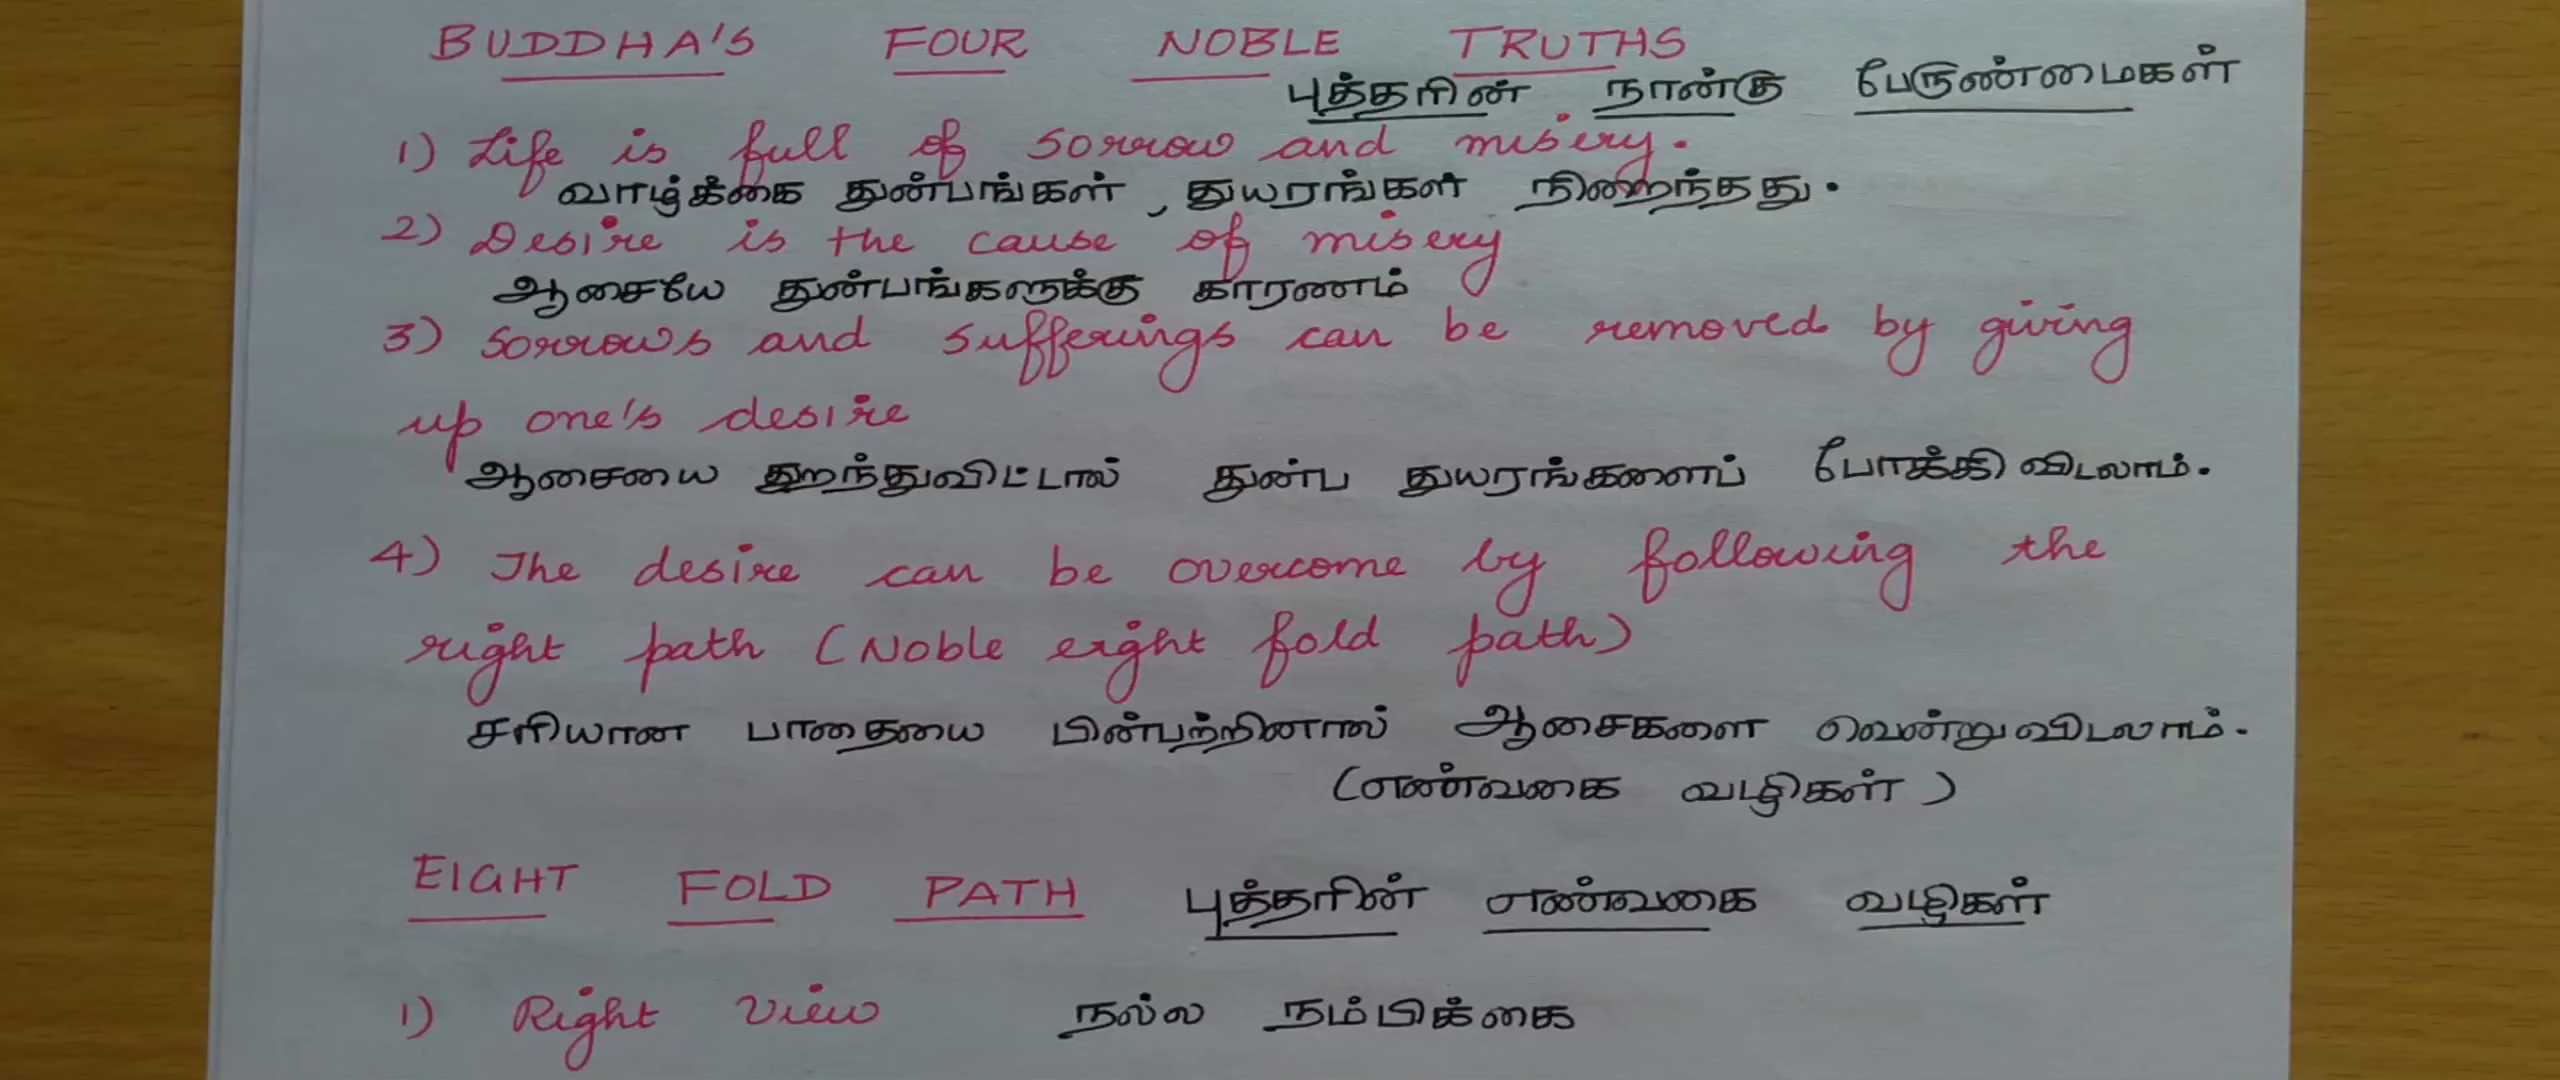 BUDDHA'S FOUR NOBLE TRUTHS
புத்தரின் நான்கு பேருண்மைகள்
1) Life is full of sorrow and misery.
வாழ்க்கை துன்பங்கள், துயரங்கள் நிறைந்தது.
2) Desire is the cause of misery
ஆசையே துன்பங்களுக்கு காரணம்
3) Sorrows and sufferings can be removed by giving
up one's desire
ஆசையை துறந்துவிட்டால் துன்ப துயரங்களைப் போக்கிவிடலாம்.
4) The desire can be overcome by following the
right path (Noble eight fold path)
சரியான பாதையை பின்பற்றினால் ஆசைகளை வென்றுவிடலாம்.
(எண்வகை வழிகள்)
EIGHT FOLD PATH புத்தரின் எண்வகை வழிகள்
1) Right View நல்ல நம்பிக்கை